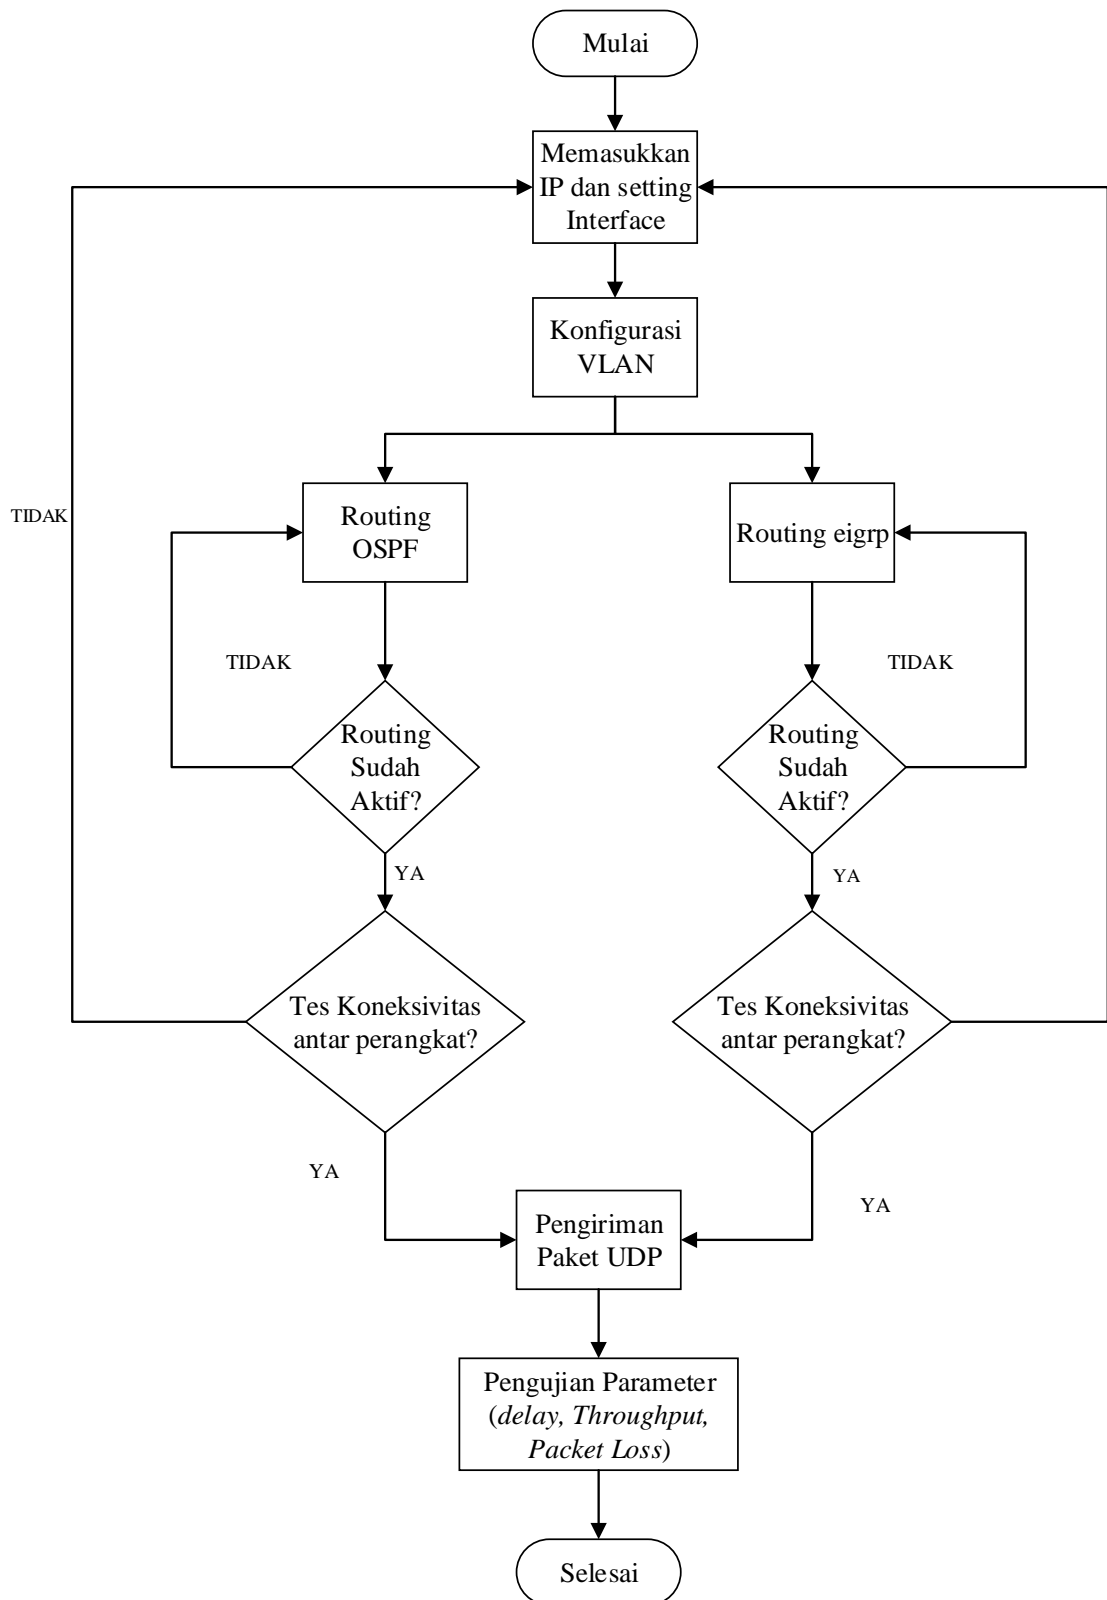 Mulai
Memasukkan
IP dan setting
Interface
Konfigurasi
VLAN
TIDAK
Routing
OSPF
Routing eigrp
TIDAK
TIDAK
Routing
Sudah
Aktif?
Routing
Sudah
Aktif?
YA
YA
Tes Koneksivitas
antar perangkat?
Tes Koneksivitas
antar perangkat?
YA
YA
Pengiriman
Paket UDP
Pengujian Parameter
(delay, Throughput,
Packet Loss)
Selesai